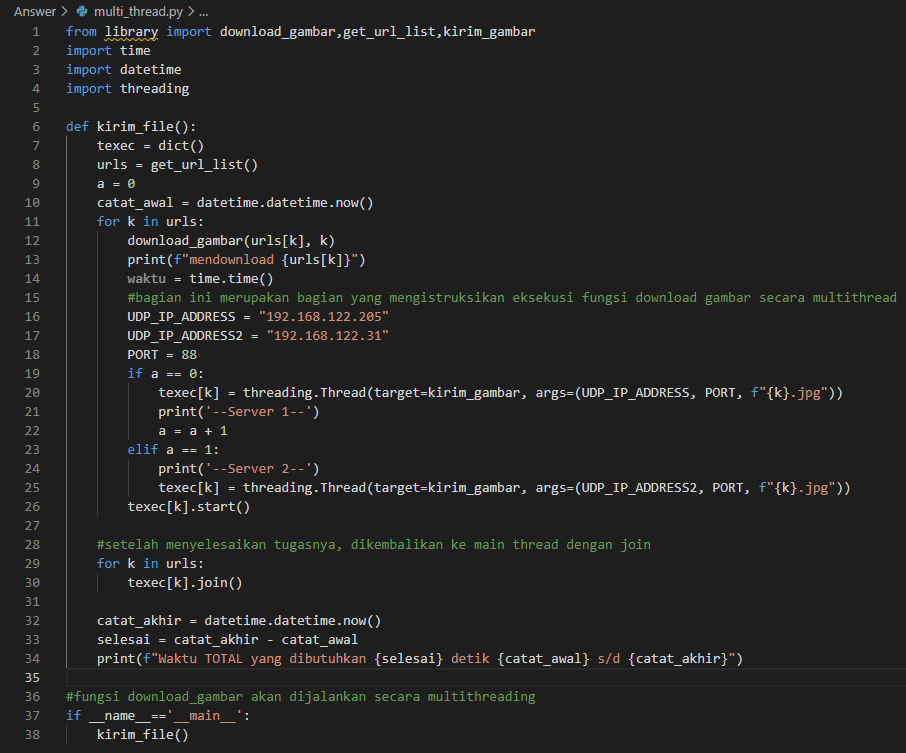 Answer > multi_thread.py > ...
1 from library import download_gambar,get_url_list,kirim_gambar
2 import time
3 import datetime
4 import threading
5
6 def kirim_file():
7     texec = dict()
8     urls = get_url_list()
9     a = 0
10     catat_awal = datetime.datetime.now()
11     for k in urls:
12         download_gambar(urls[k], k)
13         print(f"mendownload {urls[k]}")
14         waktu = time.time()
15         #bagian ini merupakan bagian yang mengistruksikan eksekusi fungsi download gambar secara multithread
16         UDP_IP_ADDRESS = "192.168.122.205"
17         UDP_IP_ADDRESS2 = "192.168.122.31"
18         PORT = 88
19         if a == 0:
20             texec[k] = threading.Thread(target=kirim_gambar, args=(UDP_IP_ADDRESS, PORT, f"{k}.jpg"))
21             print('--Server 1--')
22             a = a + 1
23         elif a == 1:
24             print('--Server 2--')
25             texec[k] = threading.Thread(target=kirim_gambar, args=(UDP_IP_ADDRESS2, PORT, f"{k}.jpg"))
26         texec[k].start()
27
28     #setelah menyelesaikan tugasnya, dikembalikan ke main thread dengan join
29     for k in urls:
30         texec[k].join()
31
32     catat_akhir = datetime.datetime.now()
33     selesai = catat_akhir - catat_awal
34     print(f"Waktu TOTAL yang dibutuhkan {selesai} detik {catat_awal} s/d {catat_akhir}")
35
36 #fungsi download_gambar akan dijalankan secara multithreading
37 if __name__=='__main__':
38     kirim_file()